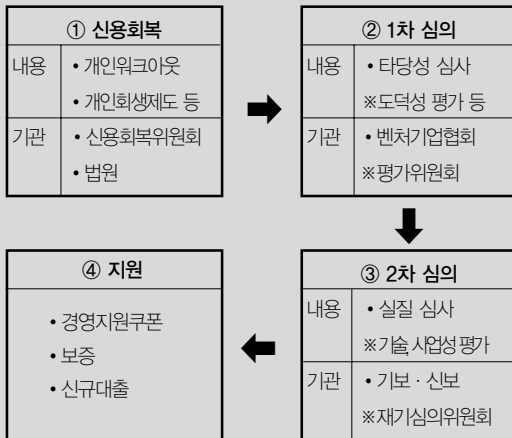 ① 신용회복
내용
• 개인워크아웃
• 개인회생제도 등
기관
• 신용회복위원회
• 법원
② 1차 심의
내용
• 타당성 심사
※도덕성 평가 등
기관
• 벤처기업협회
※평가위원회
③ 2차 심의
내용
• 실질 심사
※기술, 사업성 평가
기관
• 기보 · 신보
※재기심의위원회
④ 지원
• 경영지원쿠폰
• 보증
• 신규대출